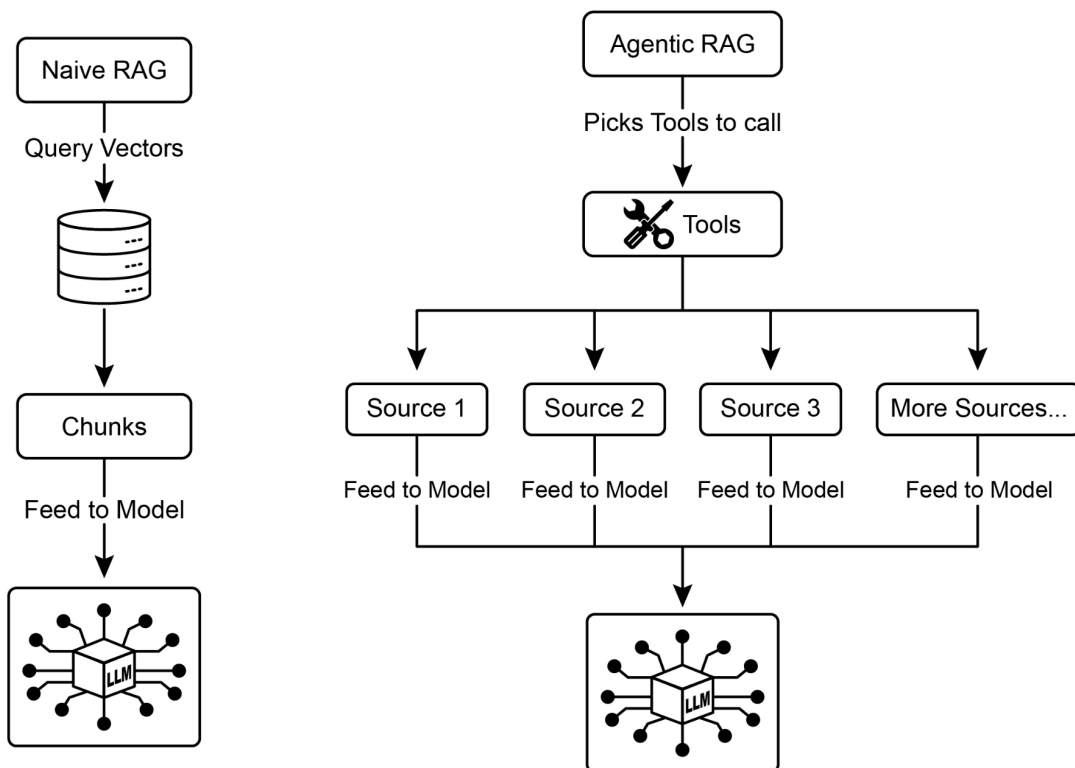 Naive RAG
Query Vectors
Chunks
Feed to Model
LLM
Agentic RAG
Picks Tools to call
Tools
Source 1
Source 2
Source 3
More Sources...
Feed to Model
Feed to Model
Feed to Model
Feed to Model
LLM